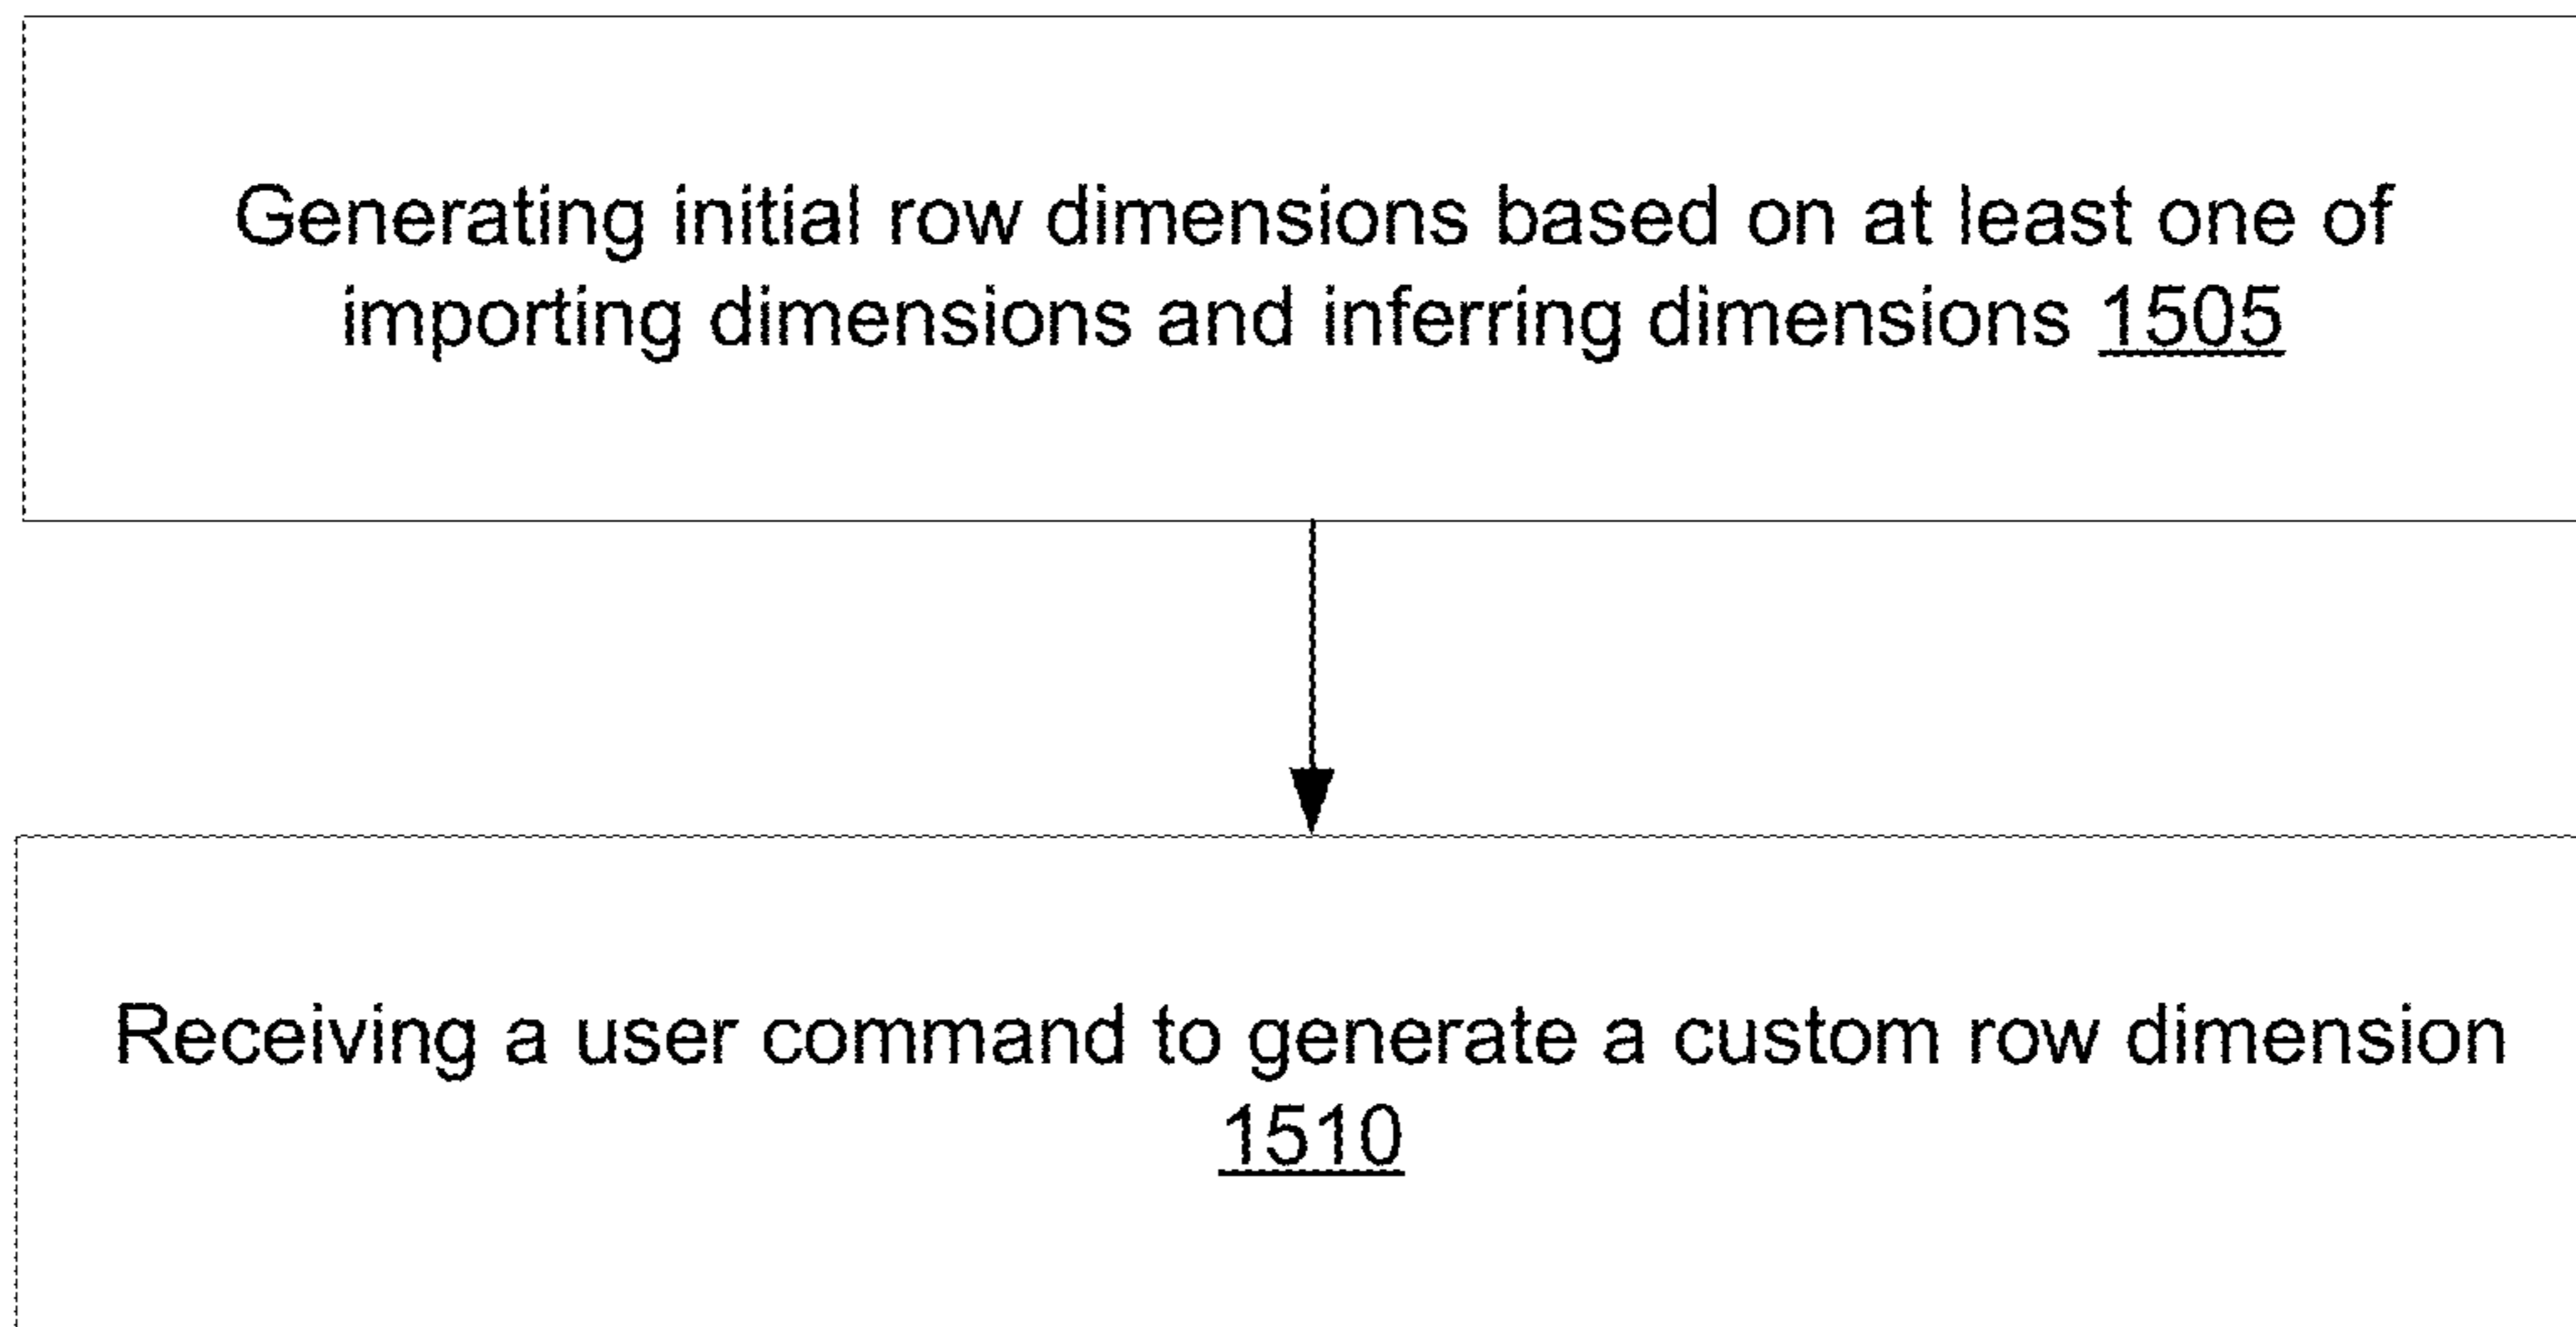 Generating initial row dimensions based on at least one of
importing dimensions and inferring dimensions 1505
Receiving a user command to generate a custom row dimension
1510